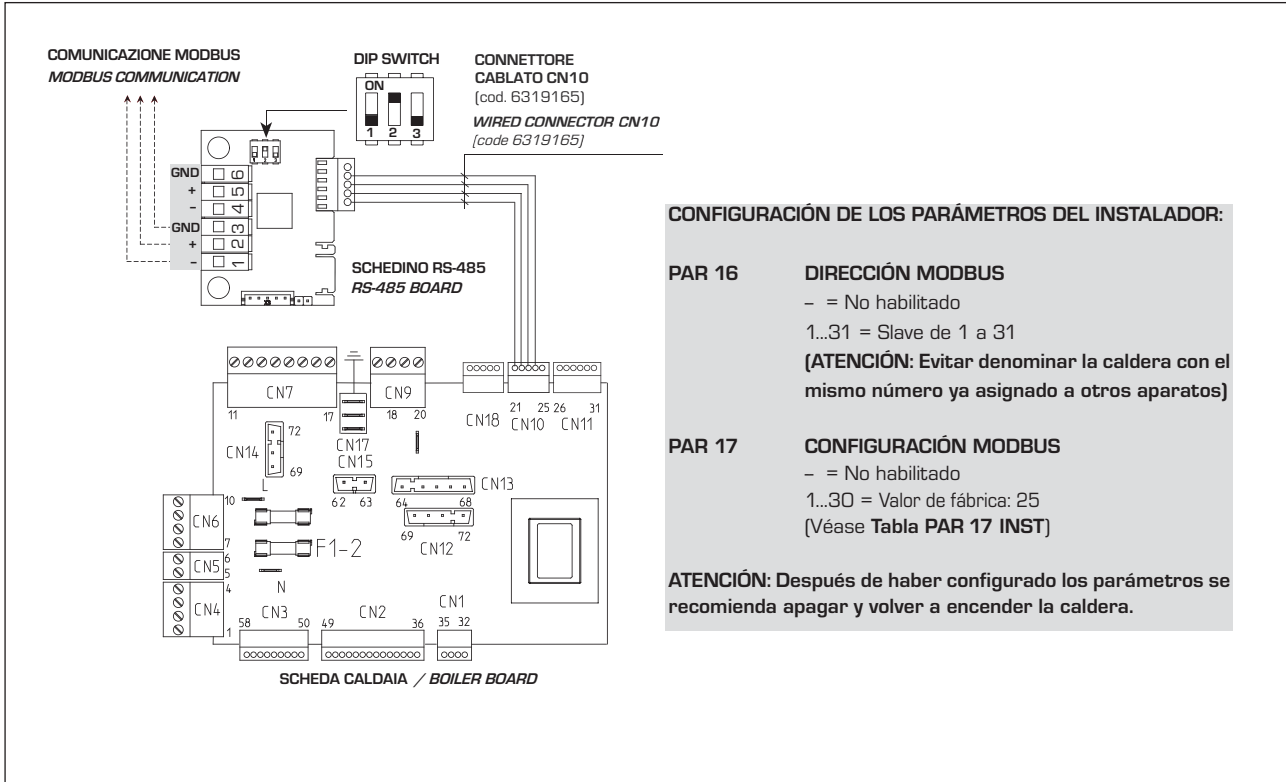 COMUNICAZIONE MODBUS
MODBUS COMMUNICATION
DIP SWITCH
ON
1 2 3
CONNETTORE
CABLATO CN10
(cod. 6319165)
WIRED CONNECTOR CN10
(code 6319165)
GND 6
+ 5
– 4
GND 3
+ 2
– 1
SCHEDINO RS-485
RS-485 BOARD
CN7
11 17
CN9
18 20
CN18
21 25
CN10
26 31
CN11
CN17
CN14
72
69
CN15
62 63
CN13
64 68
CN12
69 72
L
F1-2
N
CN6
10
7
CN5
6
5
CN4
4
1
CN3
58 50
CN2
49 36
CN1
35 32
SCHEDA CALDAIA / BOILER BOARD
CONFIGURACIÓN DE LOS PARÁMETROS DEL INSTALADOR:
PAR 16 DIRECCIÓN MODBUS
– = No habilitado
1...31 = Slave de 1 a 31
(ATENCIÓN: Evitar denominar la caldera con el
mismo número ya asignado a otros aparatos)
PAR 17 CONFIGURACIÓN MODBUS
– = No habilitado
1...30 = Valor de fábrica: 25
(Véase Tabla PAR 17 INST)
ATENCIÓN: Después de haber configurado los parámetros se
recomienda apagar y volver a encender la caldera.